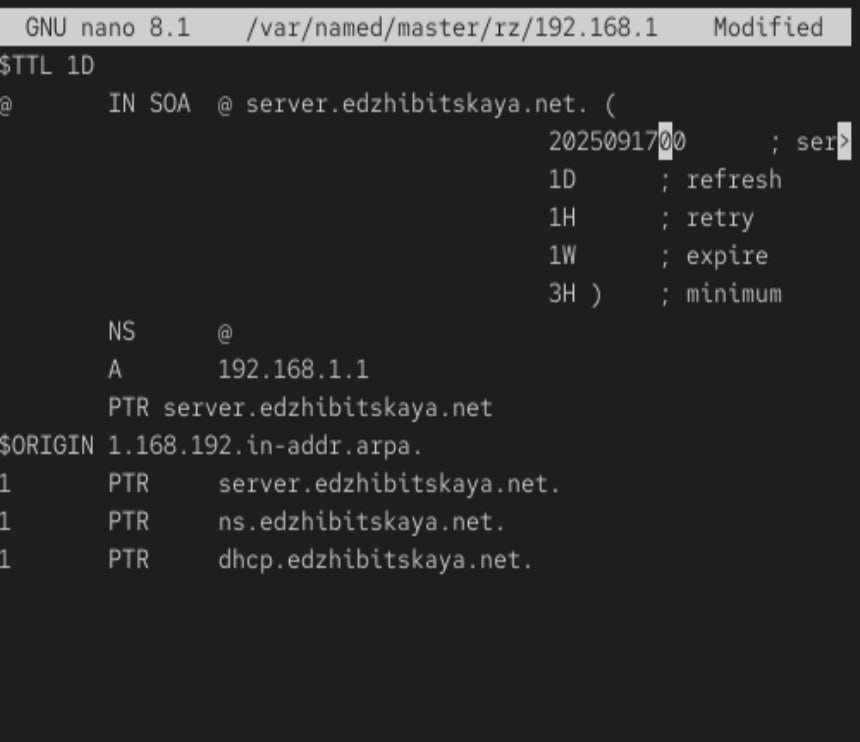 GNU nano 8.1 /var/named/master/rz/192.168.1 Modified
$TTL 1D
@ IN SOA @ server.edzhibitskaya.net. (
2025091700 ; ser>
1D ; refresh
1H ; retry
1W ; expire
3H ) ; minimum
NS @
A 192.168.1.1
PTR server.edzhibitskaya.net
$ORIGIN 1.168.192.in-addr.arpa.
1 PTR server.edzhibitskaya.net.
1 PTR ns.edzhibitskaya.net.
1 PTR dhcp.edzhibitskaya.net.